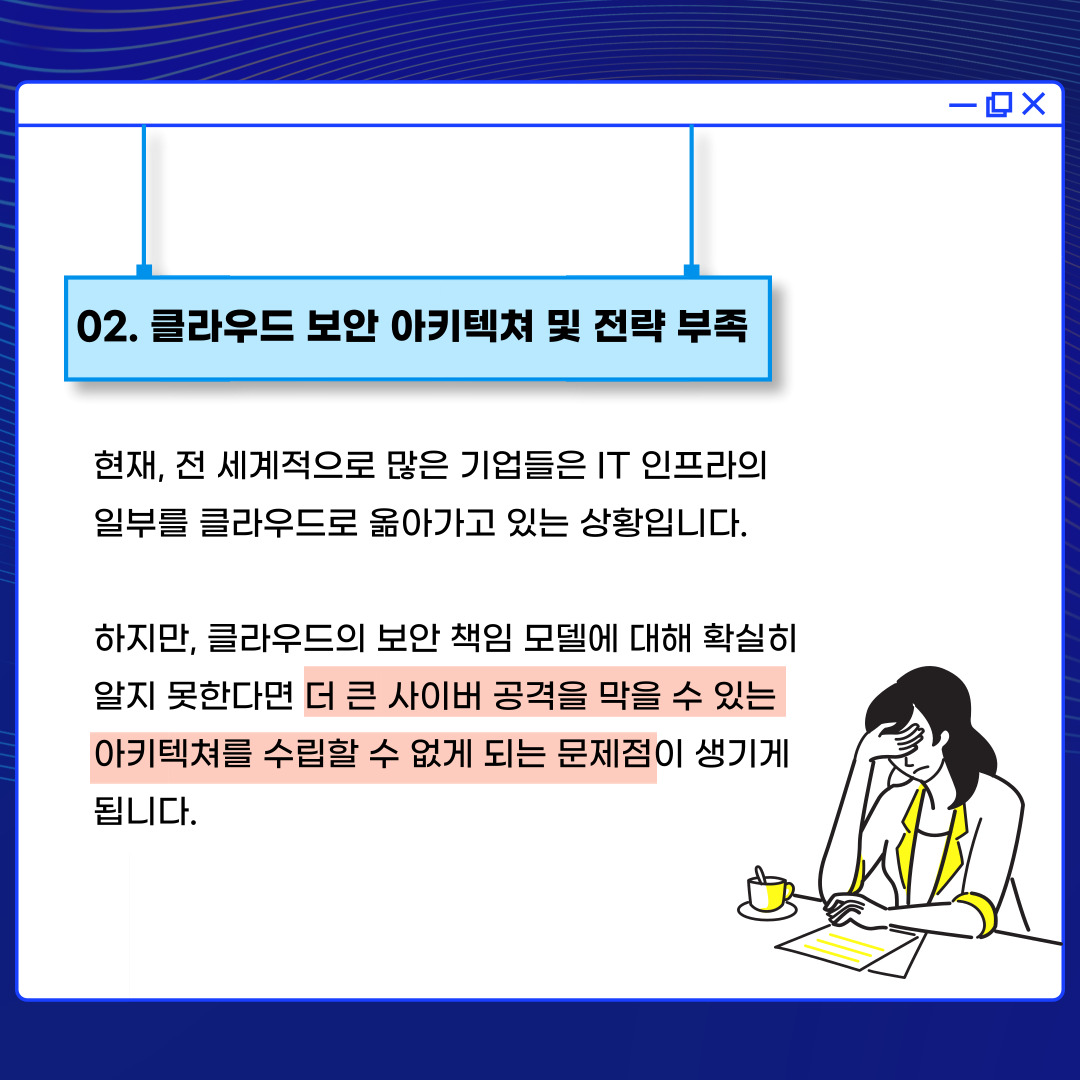 02. 클라우드 보안 아키텍쳐 및 전략 부족
현재, 전 세계적으로 많은 기업들은 IT 인프라의
일부를 클라우드로 옮아가고 있는 상황입니다.
하지만, 클라우드의 보안 책임 모델에 대해 확실히
알지 못한다면 더 큰 사이버 공격을 막을 수 있는
아키텍쳐를 수립할 수 없게 되는 문제점이 생기게
됩니다.